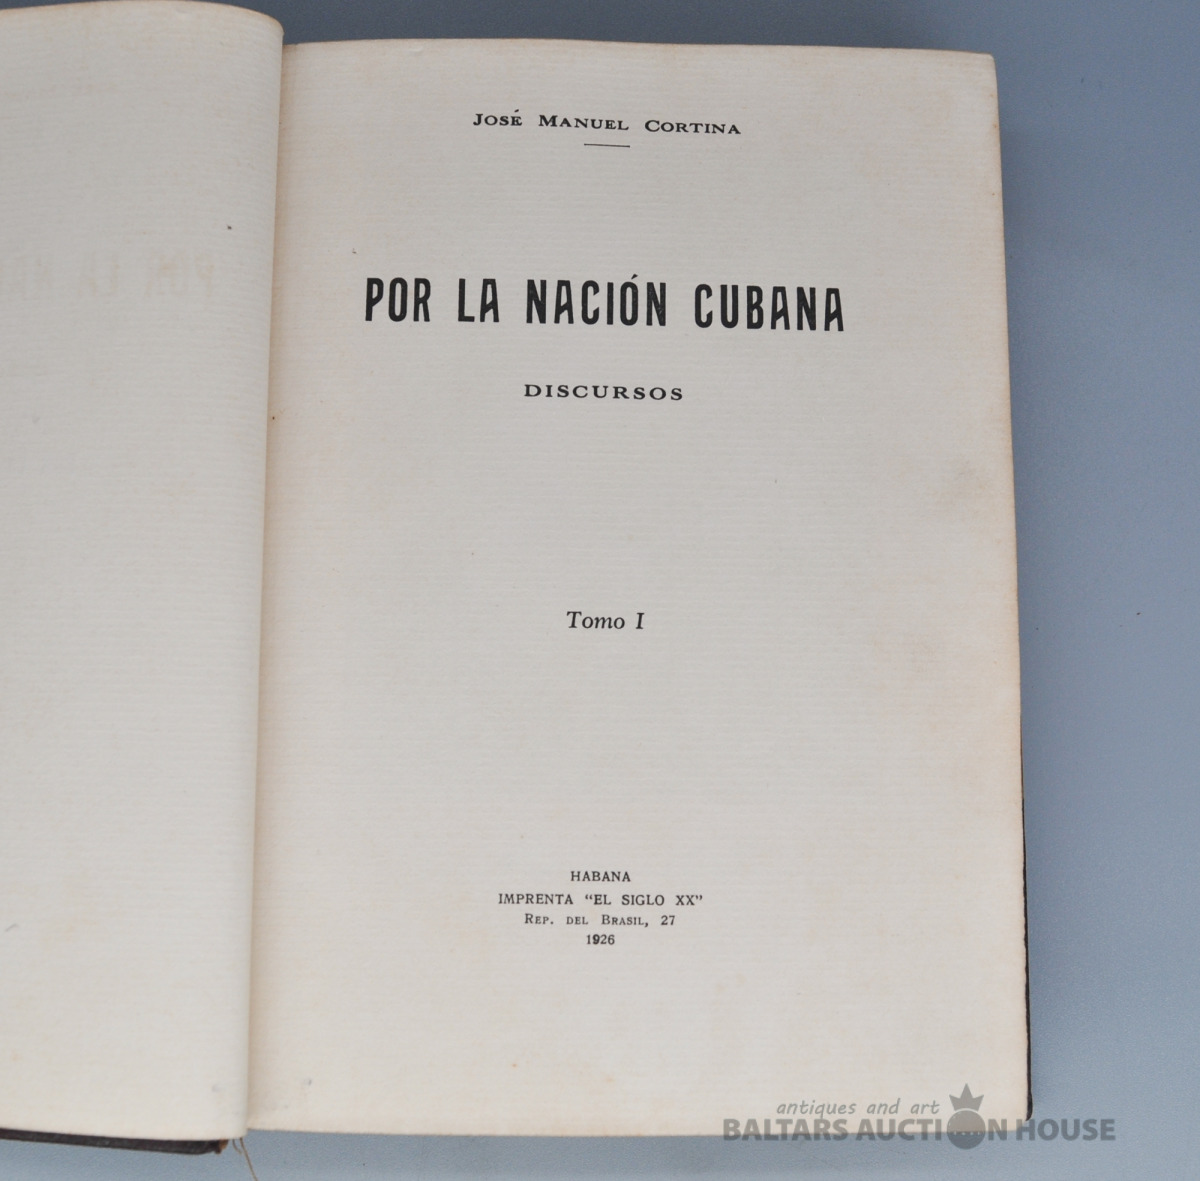 José Manuel Cortina
POR LA NACIÓN CUBANA
DISCURSOS
Tomo I
HABANA
IMPRENTA "EL SIGLO XX"
Rep. del Brasil, 27
1926
antiques and art
BALTARS AUCTION HOUSE